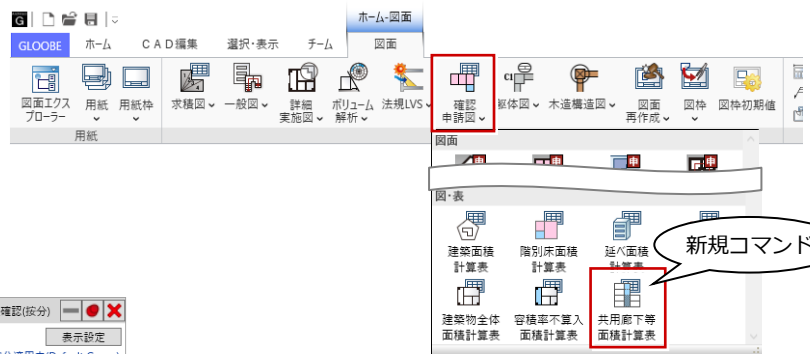 G
ホーム-図面
GLOOBE ホーム CAD編集 選択・表示 チーム 図面
図面エクス
プローラー
用紙
用紙枠
求積図
一般図
詳細
実施図
ボリューム
解析
法規LVS
確認
申請図
躯体図
木造構造図
図面
再作成
図枠
図枠初期値
用紙
図面
申 申 申 申
図・表
建築面積
計算表
階別床面積
計算表
延べ面積
計算表
新規コマンド
建築物全体
面積計算表
容積率不算入
面積計算表
共用廊下等
面積計算表
確認(按分)
表示設定